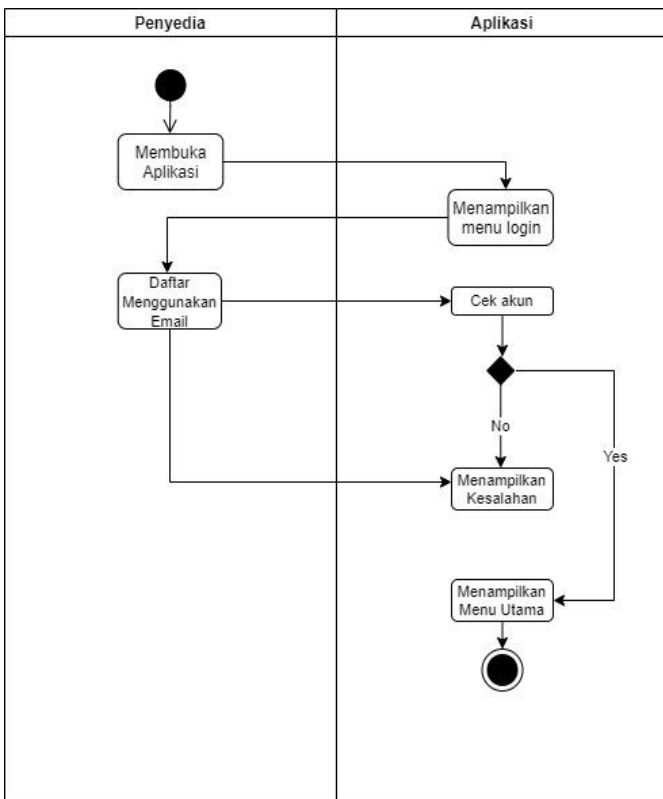 Penyedia
Aplikasi
Membuka
Aplikasi
Menampilkan
menu login
Daftar
Menggunakan
Email
Cek akun
No
Yes
Menampilkan
Kesalahan
Menampilkan
Menu Utama